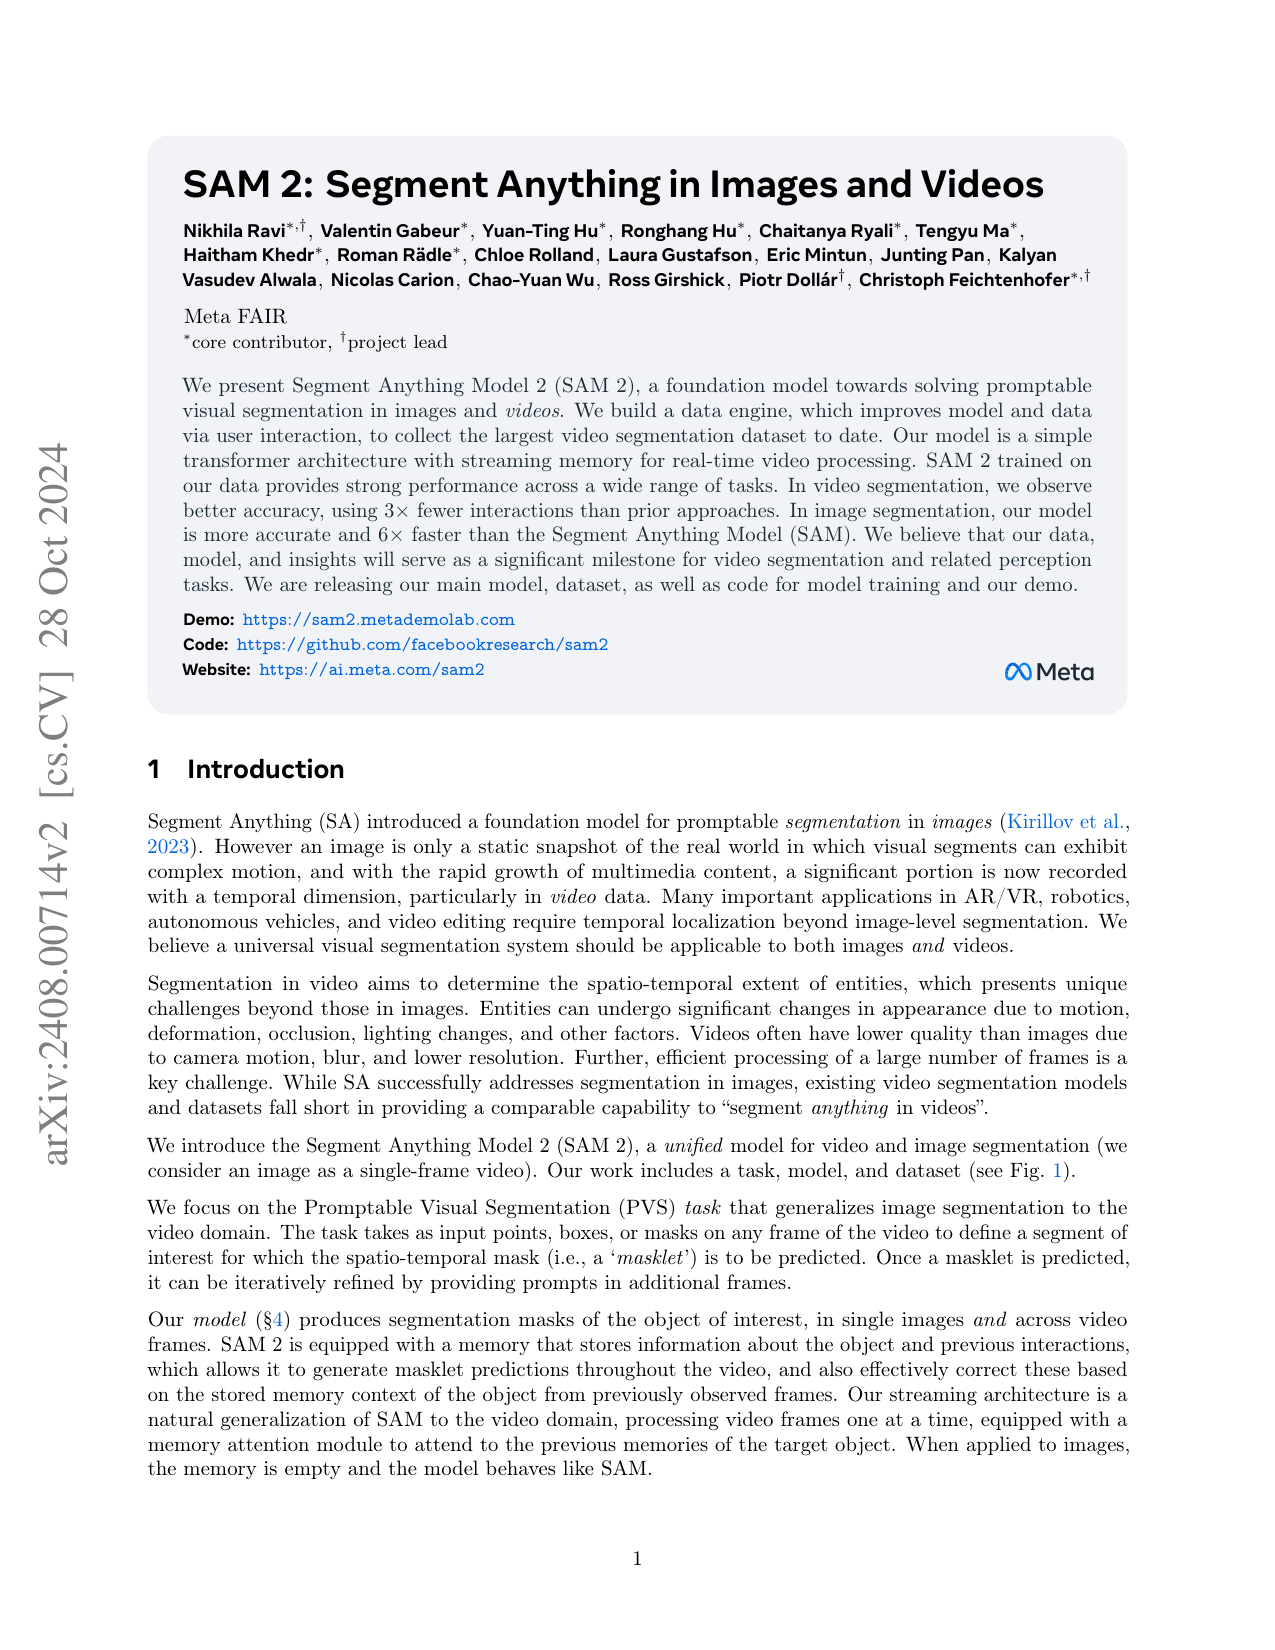 arXiv:2408.00714v2 [cs.CV] 28 Oct 2024
SAM 2: Segment Anything in Images and Videos
Nikhila Ravi∗,†, Valentin Gabeur∗, Yuan-Ting Hu∗, Ronghang Hu∗, Chaitanya Ryali∗, Tengyu Ma∗,
Haitham Khedr∗, Roman Rädle∗, Chloe Rolland, Laura Gustafson, Eric Mintun, Junting Pan, Kalyan
Vasudev Alwala, Nicolas Carion, Chao-Yuan Wu, Ross Girshick, Piotr Dollár†, Christoph Feichtenhofer∗,†
Meta FAIR
∗core contributor, †project lead
We present Segment Anything Model 2 (SAM 2), a foundation model towards solving promptable
visual segmentation in images and videos. We build a data engine, which improves model and data
via user interaction, to collect the largest video segmentation dataset to date. Our model is a simple
transformer architecture with streaming memory for real-time video processing. SAM 2 trained on
our data provides strong performance across a wide range of tasks. In video segmentation, we observe
better accuracy, using 3× fewer interactions than prior approaches. In image segmentation, our model
is more accurate and 6× faster than the Segment Anything Model (SAM). We believe that our data,
model, and insights will serve as a significant milestone for video segmentation and related perception
tasks. We are releasing our main model, dataset, as well as code for model training and our demo.
Demo: https://sam2.metademolab.com
Code: https://github.com/facebookresearch/sam2
Website: https://ai.meta.com/sam2
Meta
1 Introduction
Segment Anything (SA) introduced a foundation model for promptable segmentation in images (Kirillov et al.,
2023). However an image is only a static snapshot of the real world in which visual segments can exhibit
complex motion, and with the rapid growth of multimedia content, a significant portion is now recorded
with a temporal dimension, particularly in video data. Many important applications in AR/VR, robotics,
autonomous vehicles, and video editing require temporal localization beyond image-level segmentation. We
believe a universal visual segmentation system should be applicable to both images and videos.
Segmentation in video aims to determine the spatio-temporal extent of entities, which presents unique
challenges beyond those in images. Entities can undergo significant changes in appearance due to motion,
deformation, occlusion, lighting changes, and other factors. Videos often have lower quality than images due
to camera motion, blur, and lower resolution. Further, efficient processing of a large number of frames is a
key challenge. While SA successfully addresses segmentation in images, existing video segmentation models
and datasets fall short in providing a comparable capability to “segment anything in videos”.
We introduce the Segment Anything Model 2 (SAM 2), a unified model for video and image segmentation (we
consider an image as a single-frame video). Our work includes a task, model, and dataset (see Fig. 1).
We focus on the Promptable Visual Segmentation (PVS) task that generalizes image segmentation to the
video domain. The task takes as input points, boxes, or masks on any frame of the video to define a segment of
interest for which the spatio-temporal mask (i.e., a ‘masklet’) is to be predicted. Once a masklet is predicted,
it can be iteratively refined by providing prompts in additional frames.
Our model (§4) produces segmentation masks of the object of interest, in single images and across video
frames. SAM 2 is equipped with a memory that stores information about the object and previous interactions,
which allows it to generate masklet predictions throughout the video, and also effectively correct these based
on the stored memory context of the object from previously observed frames. Our streaming architecture is a
natural generalization of SAM to the video domain, processing video frames one at a time, equipped with a
memory attention module to attend to the previous memories of the target object. When applied to images,
the memory is empty and the model behaves like SAM.
1